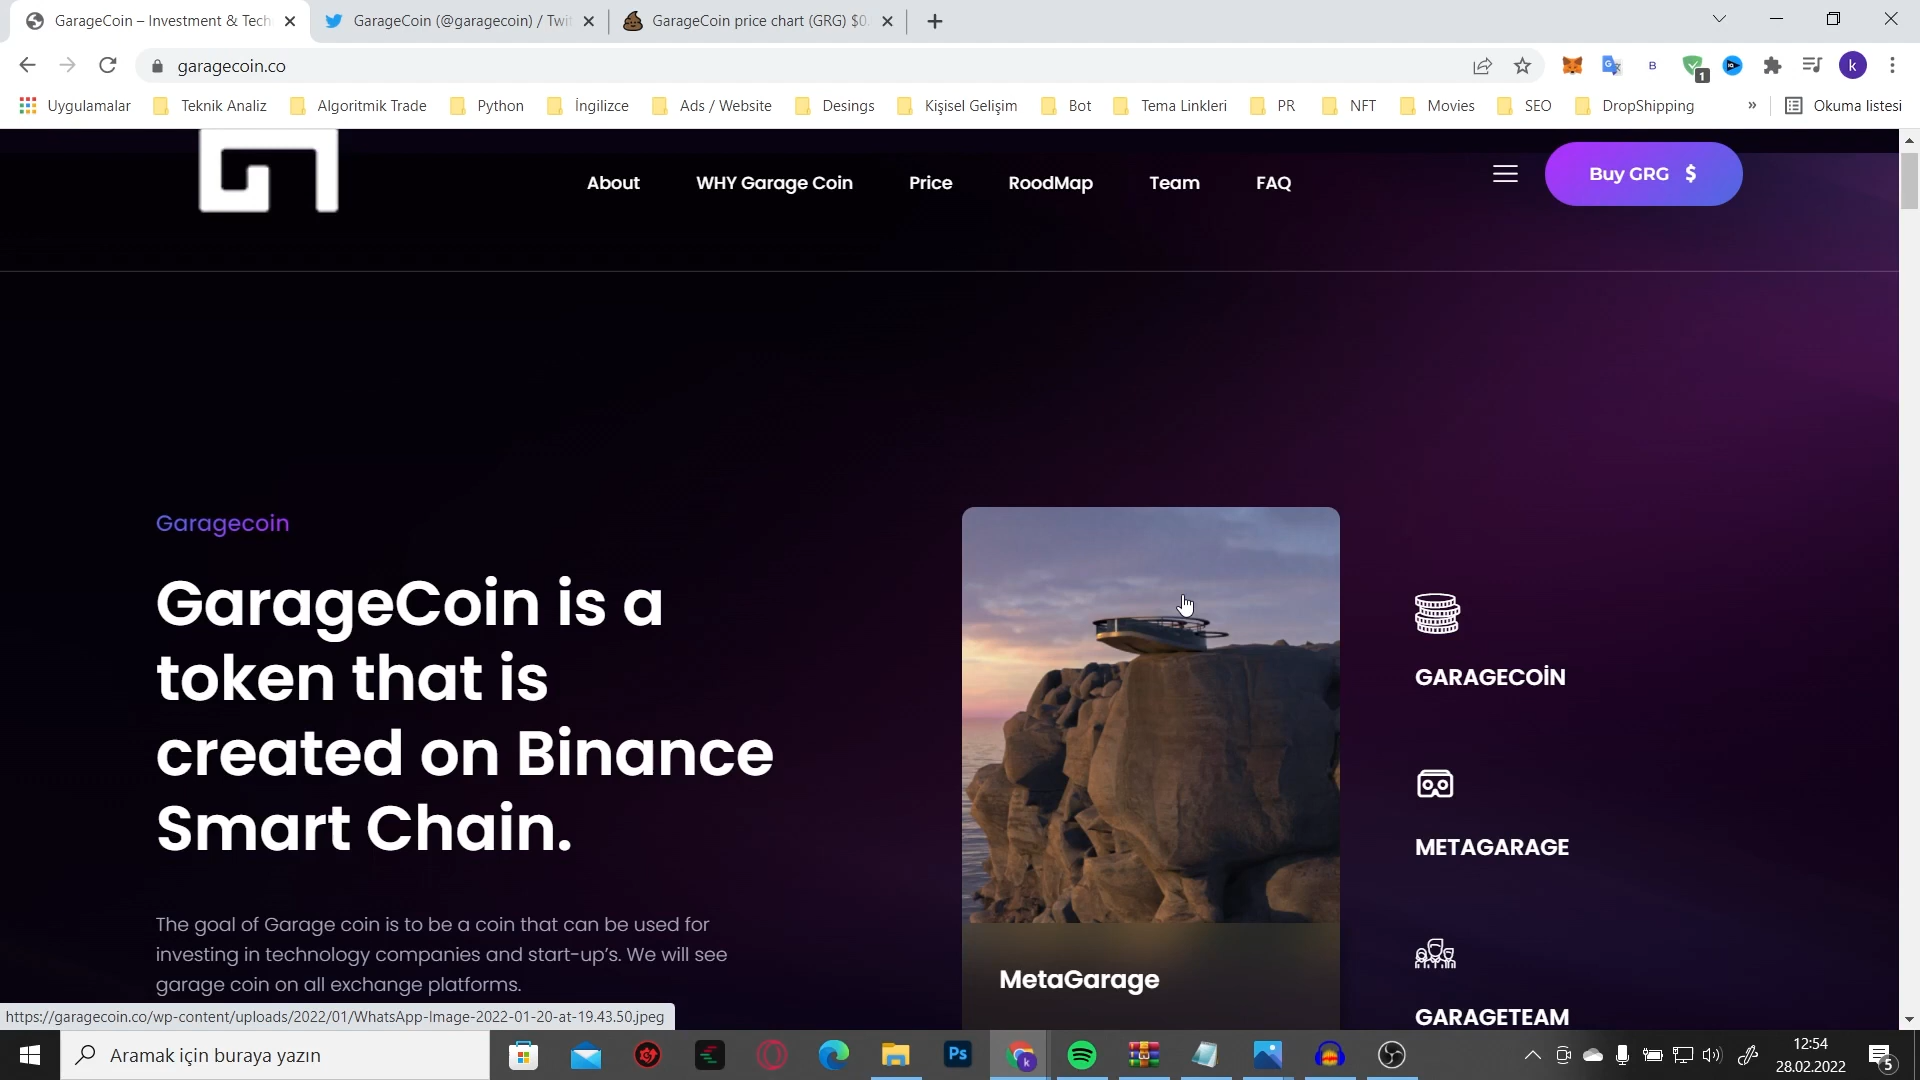 GarageCoin – Investment & Tech
GarageCoin (@garagecoin) / Twit
GarageCoin price chart (GRG) $0.
garagecoin.co
1
k
Uygulamalar
Teknik Analiz
Algoritmik Trade
Python
İngilizce
Ads / Website
Desings
Kişisel Gelişim
Bot
Tema Linkleri
PR
NFT
Movies
SEO
DropShipping
»
Okuma listesi
About
WHY Garage Coin
Price
RoodMap
Team
FAQ
Buy GRG $
Garagecoin
GarageCoin is a
token that is
created on Binance
Smart Chain.
The goal of Garage coin is to be a coin that can be used for
investing in technology companies and start-up's. We will see
garage coin on all exchange platforms.
MetaGarage
GARAGECOİN
METAGARAGE
GARAGETEAM
https://garagecoin.co/wp-content/uploads/2022/01/WhatsApp-Image-2022-01-20-at-19.43.50.jpeg
Aramak için buraya yazın
Ps
k
12:54
28.02.2022
5